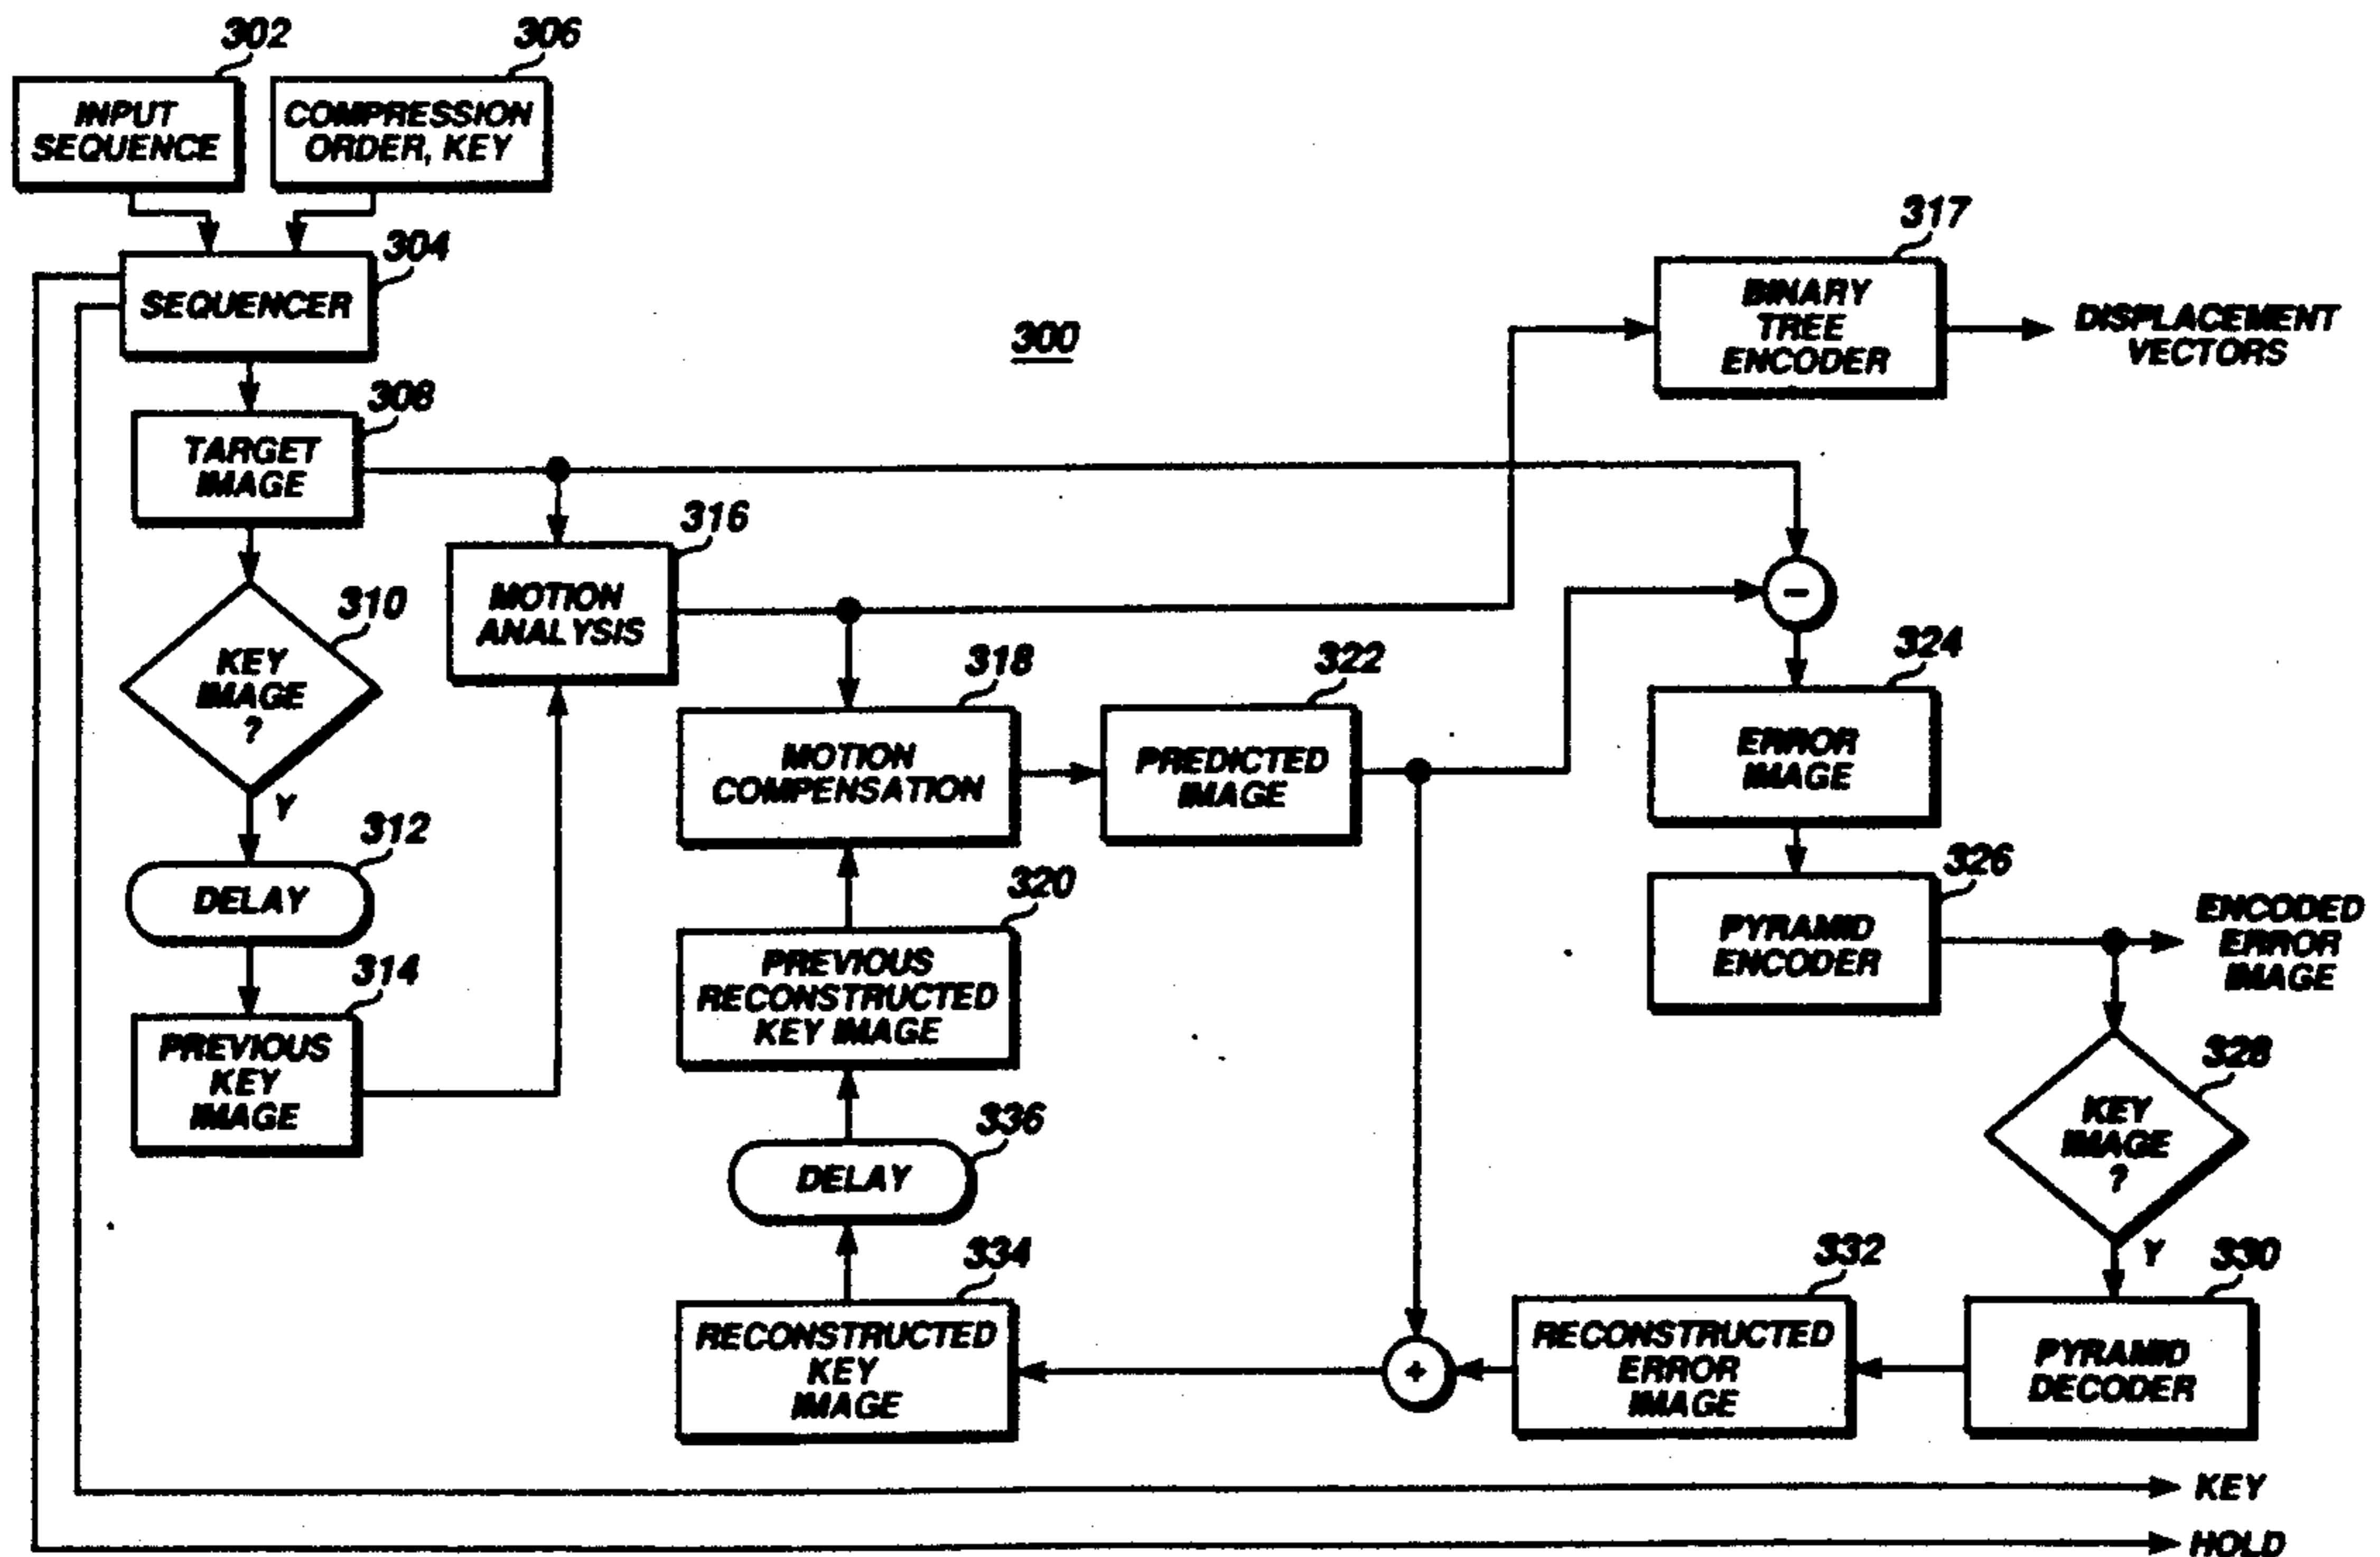 302
306
INPUT
SEQUENCE
COMPRESSION
ORDER, KEY
304
SEQUENCER
300
317
BINARY
TREE
ENCODER
DISPLACEMENT
VECTORS
308
TARGET
IMAGE
316
MOTION
ANALYSIS
310
KEY
IMAGE
?
Y
-
318
MOTION
COMPENSATION
322
PREDICTED
IMAGE
324
ERROR
IMAGE
312
DELAY
314
PREVIOUS
KEY
IMAGE
320
PREVIOUS
RECONSTRUCTED
KEY IMAGE
326
PYRAMID
ENCODER
ENCODED
ERROR
IMAGE
336
DELAY
328
KEY
IMAGE
?
Y
334
RECONSTRUCTED
KEY
IMAGE
+
332
RECONSTRUCTED
ERROR
IMAGE
330
PYRAMID
DECODER
KEY
HOLD